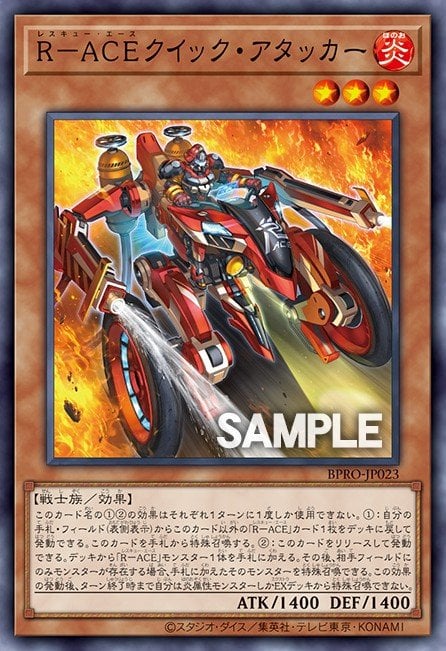 レスキュー・エース
R－ACEクイック・アタッカー
ほのお
炎
ACE
SAMPLE
BPRO-JP023
【戦士族／効果】
このカード名の①②の効果はそれぞれ１ターンに１度しか使用できない。①：自分の
手札・フィールド(表側表示)からこのカード以外の「R－ACE」カード１枚をデッキに戻して
発動できる。このカードを手札から特殊召喚する。②：このカードをリリースして発動
できる。デッキから「R－ACE」モンスター１体を手札に加える。その後、相手フィールドに
のみモンスターが存在する場合、手札に加えたそのモンスターを特殊召喚できる。この効果
の発動後、ターン終了時まで自分は炎属性モンスターしかEXデッキから特殊召喚できない。
ATK/1400 DEF/1400
©スタジオ・ダイス／集英社・テレビ東京・KONAMI